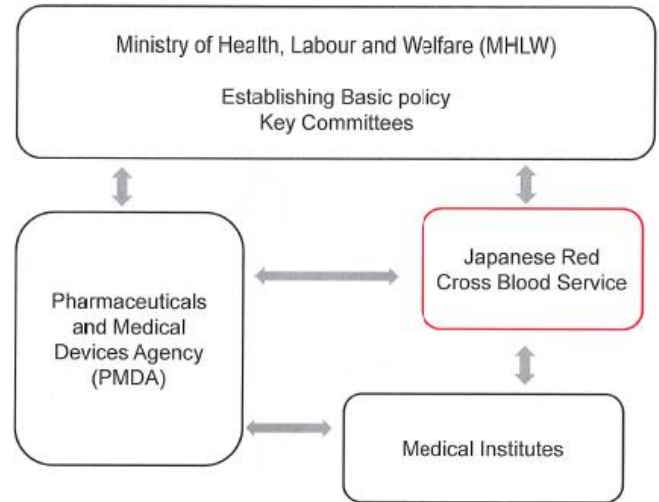 Ministry of Health, Labour and Welfare (MHLW)
Establishing Basic policy
Key Committees
Japanese Red
Cross Blood Service
Pharmaceuticals
and Medical
Devices Agency
(PMDA)
Medical Institutes